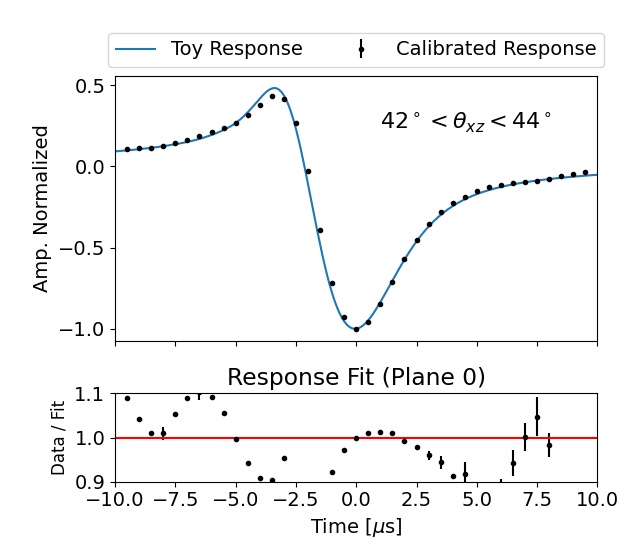 Toy Response Calibrated Response
0.5
0.0
−0.5
−1.0
Amp. Normalized
42° < θxz < 44°
Response Fit (Plane 0)
1.1
1.0
0.9
Data / Fit
−10.0 −7.5 −5.0 −2.5 0.0 2.5 5.0 7.5 10.0
Time [μs]